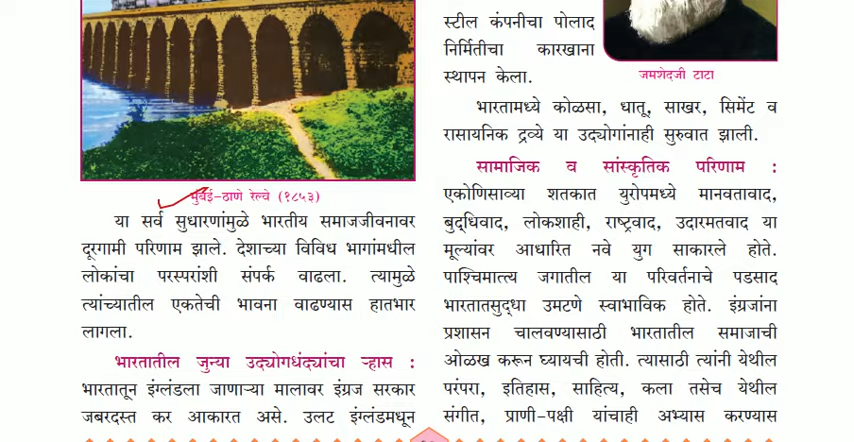 मुंबई-ठाणे रेल्वे (१८५३)
या सर्व सुधारणांमुळे भारतीय समाजजीवनावर
दूरगामी परिणाम झाले. देशाच्या विविध भागांमधील
लोकांचा परस्परांशी संपर्क वाढला. त्यामुळे
त्यांच्यातील एकतेची भावना वाढण्यास हातभार
लागला.
भारतातील जुन्या उद्योगधंद्यांचा ऱ्हास :
भारतातून इंग्लंडला जाणाऱ्या मालावर इंग्रज सरकार
जबरदस्त कर आकारत असे. उलट इंग्लंडमधून
स्टील कंपनीचा पोलाद
निर्मितीचा कारखाना
स्थापन केला.
जमशेदजी टाटा
भारतामध्ये कोळसा, धातू, साखर, सिमेंट व
रासायनिक द्रव्ये या उद्योगांनाही सुरुवात झाली.
सामाजिक व सांस्कृतिक परिणाम :
एकोणिसाव्या शतकात युरोपमध्ये मानवतावाद,
बुद्धिवाद, लोकशाही, राष्ट्रवाद, उदारमतवाद या
मूल्यांवर आधारित नवे युग साकारले होते.
पाश्चिमात्त्य जगातील या परिवर्तनाचे पडसाद
भारतातसुद्धा उमटणे स्वाभाविक होते. इंग्रजांना
प्रशासन चालवण्यासाठी भारतातील समाजाची
ओळख करून घ्यायची होती. त्यासाठी त्यांनी येथील
परंपरा, इतिहास, साहित्य, कला तसेच येथील
संगीत, प्राणी-पक्षी यांचाही अभ्यास करण्यास